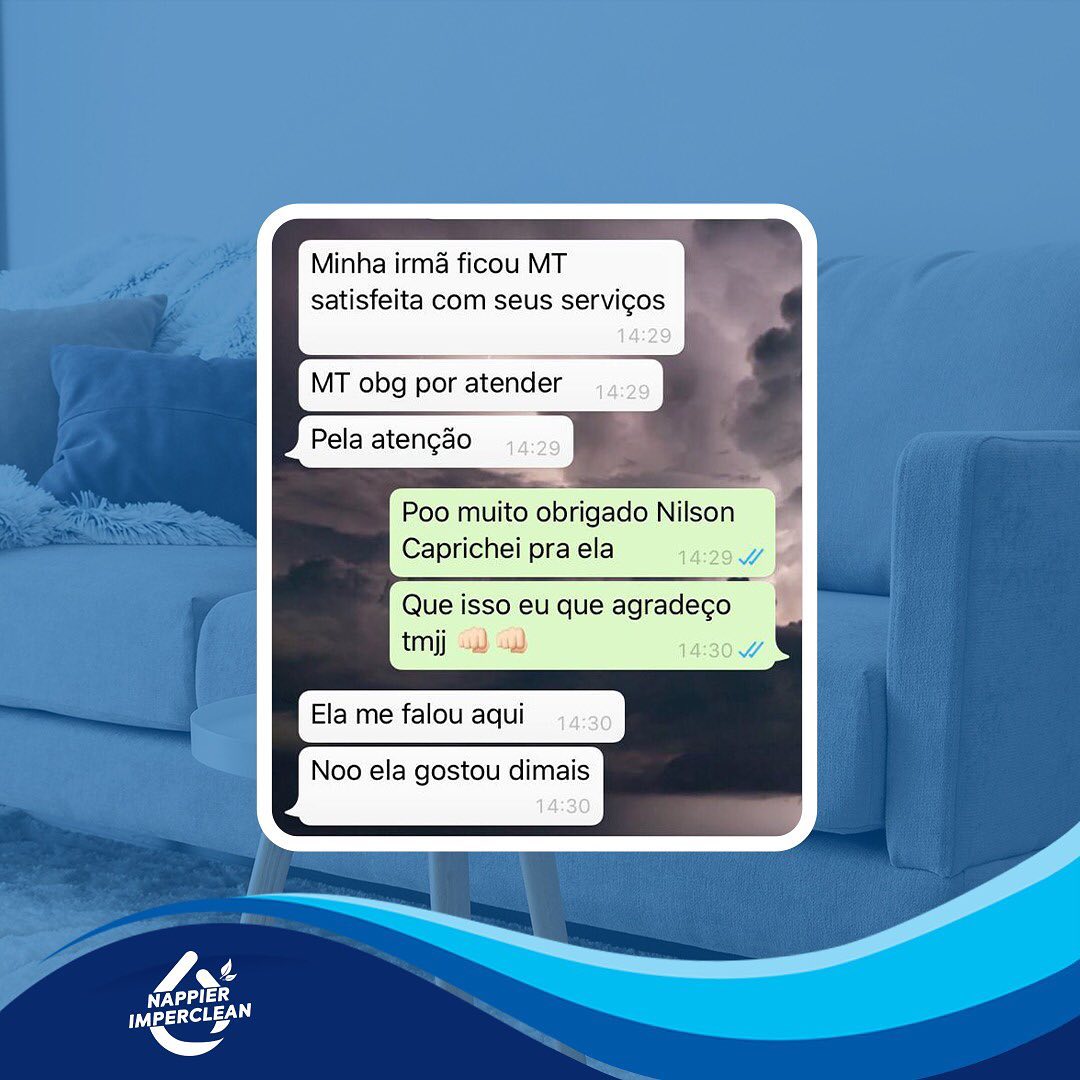 Minha irmã ficou MT
satisfeita com seus serviços
14:29
MT obg por atender 14:29
Pela atenção 14:29
Poo muito obrigado Nilson
Caprichei pra ela 14:29
Que isso eu que agradeço
tmjj 👊🏻👊🏻 14:30
Ela me falou aqui 14:30
Noo ela gostou dimais
14:30
NAPPIER
IMPERCLEAN